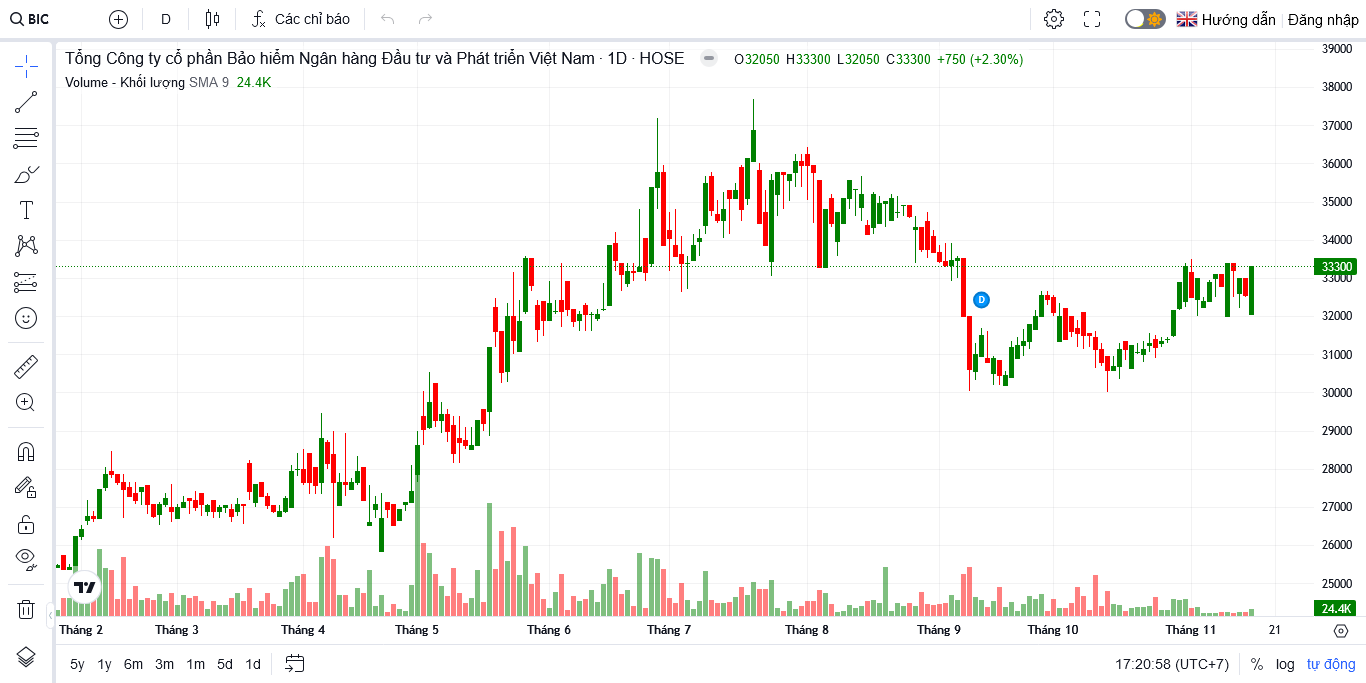 BIC D Các chỉ báo Hướng dẫn Đăng nhập
Tổng Công ty cổ phần Bảo hiểm Ngân hàng Đầu tư và Phát triển Việt Nam · 1D · HOSE O32050 H33300 L32050 C33300 +750 (+2.30%)
Volume - Khối lượng SMA 9 24.4K
39000
38000
37000
36000
35000
34000
33300
33000
32000
31000
30000
29000
28000
27000
26000
25000
24.4K
D
Tháng 2 Tháng 3 Tháng 4 Tháng 5 Tháng 6 Tháng 7 Tháng 8 Tháng 9 Tháng 10 Tháng 11 21
5y 1y 6m 3m 1m 5d 1d 17:20:58 (UTC+7) % log tự động